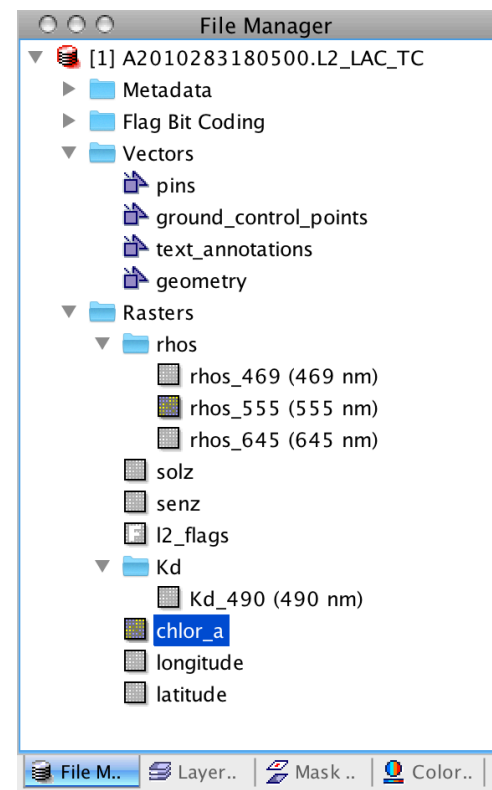 File Manager
[1] A2010283180500.L2_LAC_TC
Metadata
Flag Bit Coding
Vectors
pins
ground_control_points
text_annotations
geometry
Rasters
rhos
rhos_469 (469 nm)
rhos_555 (555 nm)
rhos_645 (645 nm)
solz
senz
F l2_flags
Kd
Kd_490 (490 nm)
chlor_a
longitude
latitude
File M.. Layer.. Mask .. Color..